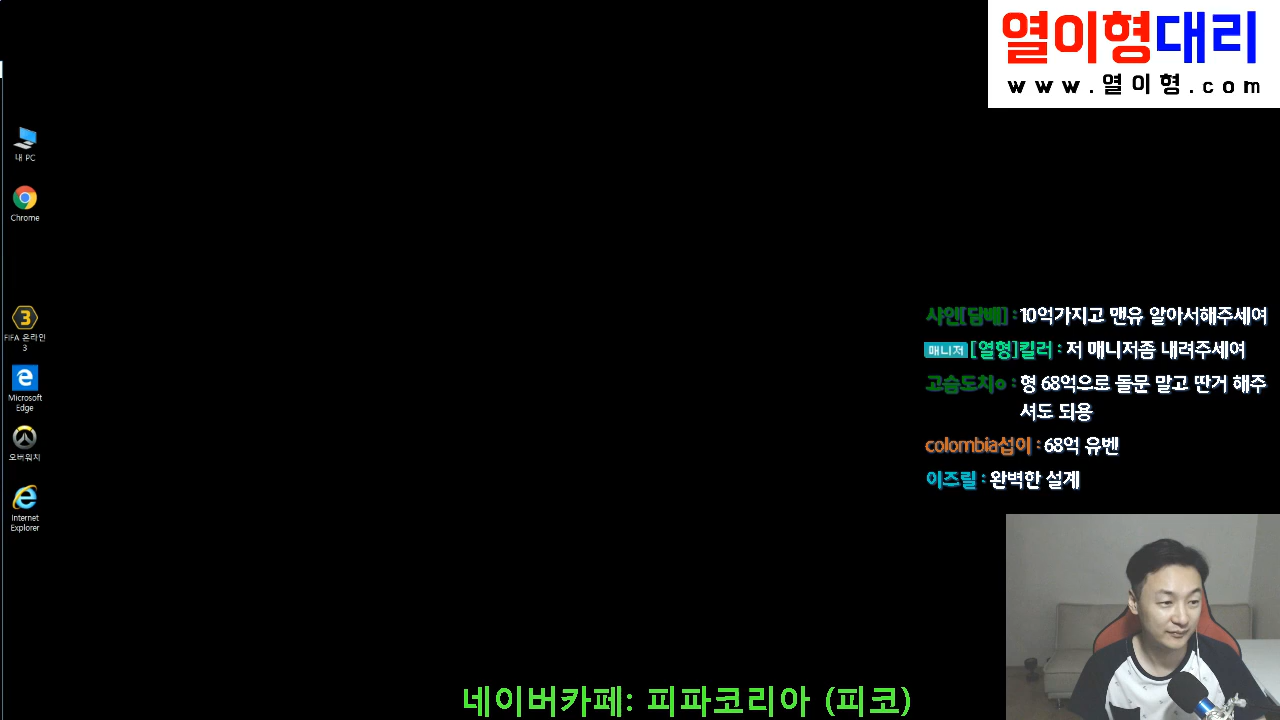 열이형대리
www.열이형.com
내 PC
Chrome
FIFA 온라인
3
Microsoft
Edge
오버워치
Internet
Explorer
샤인[담배] : 10억가지고 맨유 알아서해주세여
매니저 [열형]킬러 : 저 매니저좀 내려주세여
고슴도치o : 형 68억으로 돌문 말고 딴거 해주
셔도 되용
colombia섭이 : 68억 유벤
이즈릴 : 완벽한 설계
네이버카페: 피파코리아 (피코)